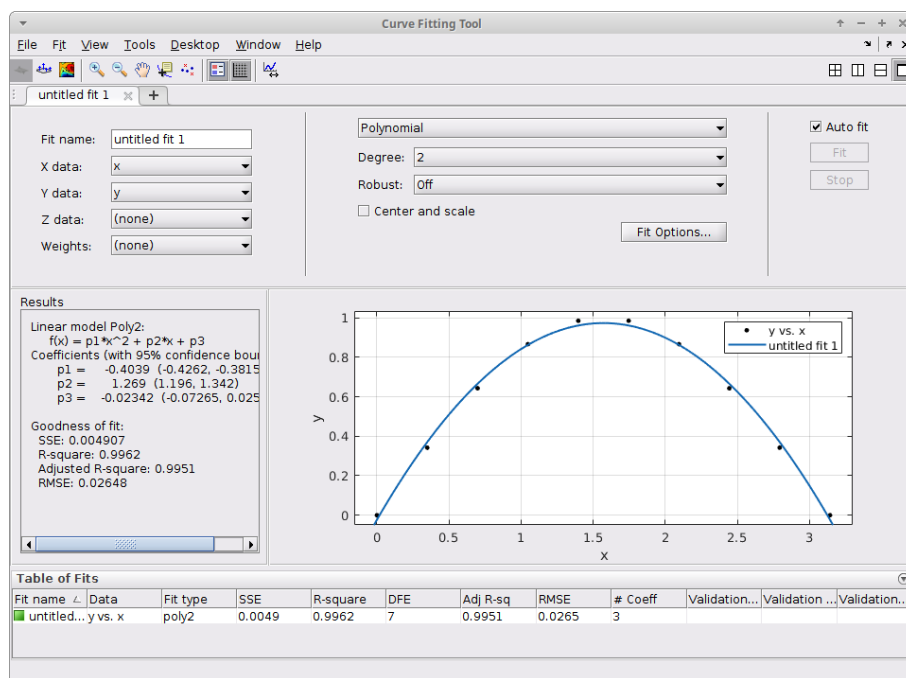 Curve Fitting Tool
File Fit View Tools Desktop Window Help
untitled fit 1
Fit name: untitled fit 1
X data: x
Y data: y
Z data: (none)
Weights: (none)
Polynomial
Degree: 2
Robust: Off
Center and scale
Fit Options...
Auto fit
Fit
Stop
Results
Linear model Poly2:
f(x) = p1*x^2 + p2*x + p3
Coefficients (with 95% confidence bou
p1 = -0.4039 (-0.4262, -0.3815
p2 = 1.269 (1.196, 1.342)
p3 = -0.02342 (-0.07265, 0.025
Goodness of fit:
SSE: 0.004907
R-square: 0.9962
Adjusted R-square: 0.9951
RMSE: 0.02648
y vs. x
untitled fit 1
1
0.8
0.6
0.4
0.2
0
y
0 0.5 1 1.5 2 2.5 3
x
Table of Fits
Fit name Data Fit type SSE R-square DFE Adj R-sq RMSE # Coeff Validation... Validation ... Validation...
untitled... y vs. x poly2 0.0049 0.9962 7 0.9951 0.0265 3